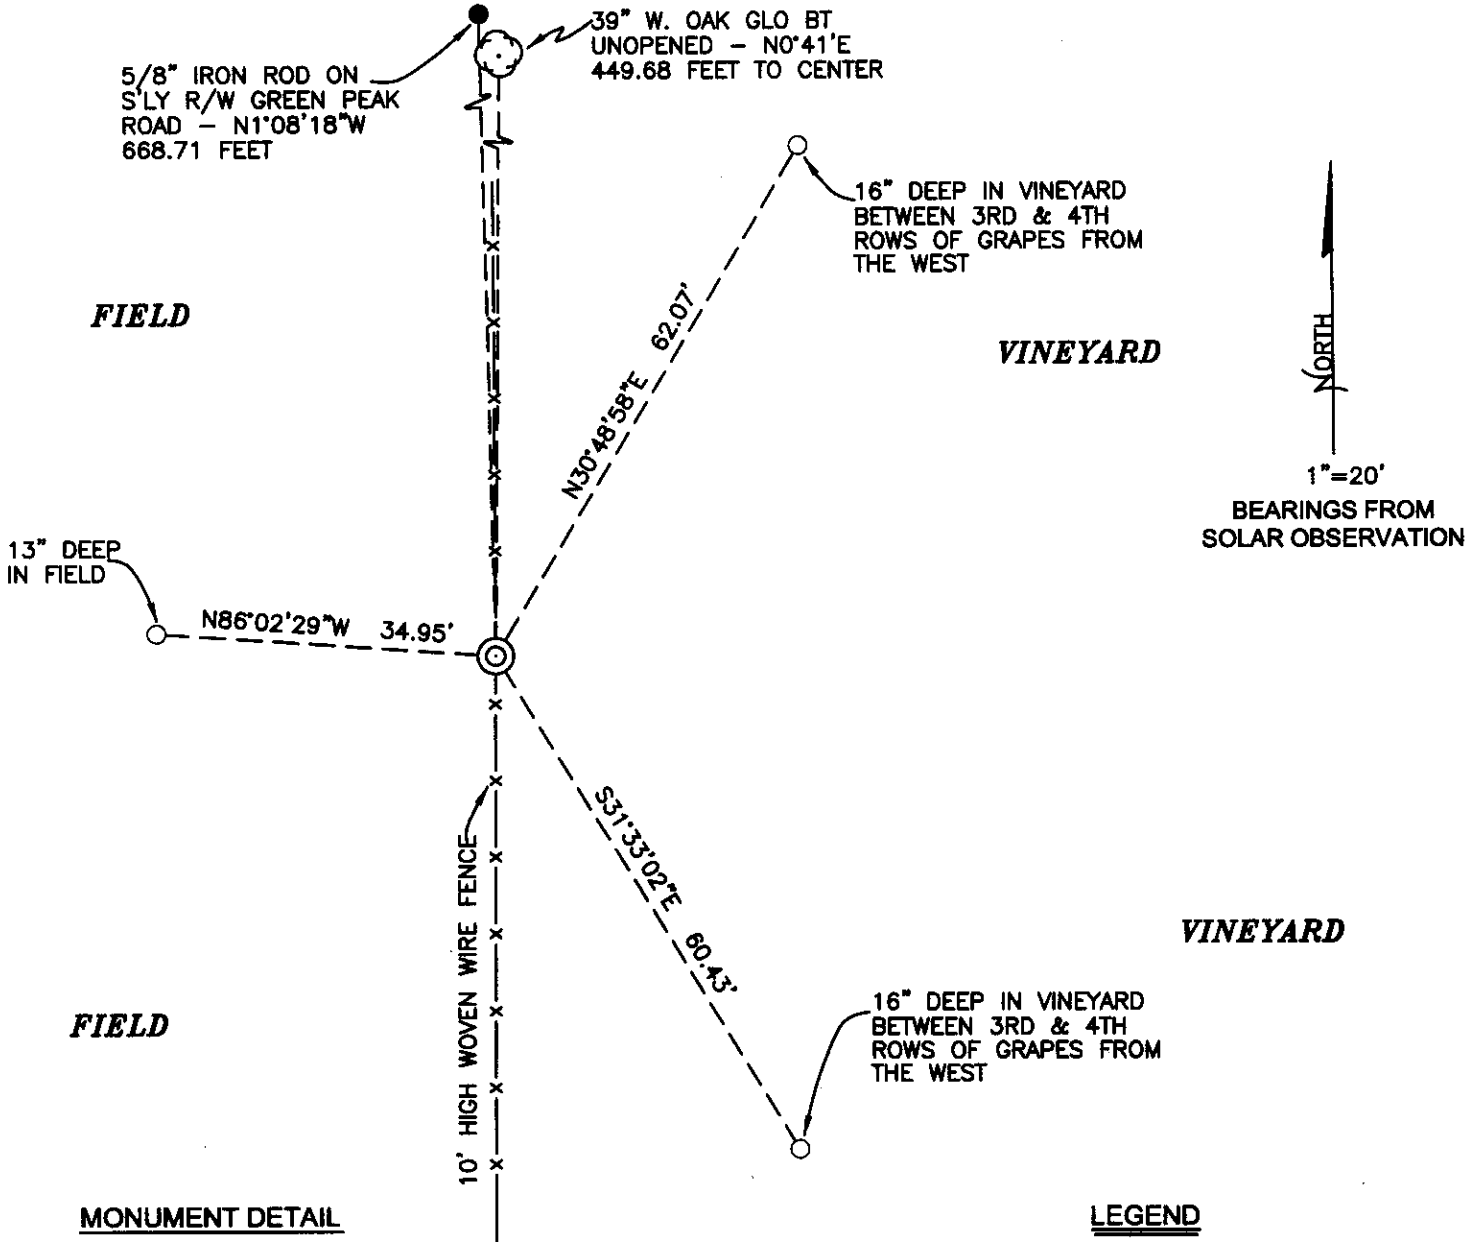 39" W. OAK GLO BT
UNOPENED – N0°41'E
449.68 FEET TO CENTER
5/8" IRON ROD ON
S'LY R/W GREEN PEAK
ROAD – N1°08'18"W
668.71 FEET
16" DEEP IN VINEYARD
BETWEEN 3RD & 4TH
ROWS OF GRAPES FROM
THE WEST
FIELD
N30°48'58"E 62.07'
VINEYARD
NORTH
1"=20'
BEARINGS FROM
SOLAR OBSERVATION
13" DEEP
IN FIELD
N86°02'29"W 34.95'
S31°33'02"E 60.43'
10' HIGH WOVEN WIRE FENCE
VINEYARD
FIELD
16" DEEP IN VINEYARD
BETWEEN 3RD & 4TH
ROWS OF GRAPES FROM
THE WEST
MONUMENT DETAIL
LEGEND